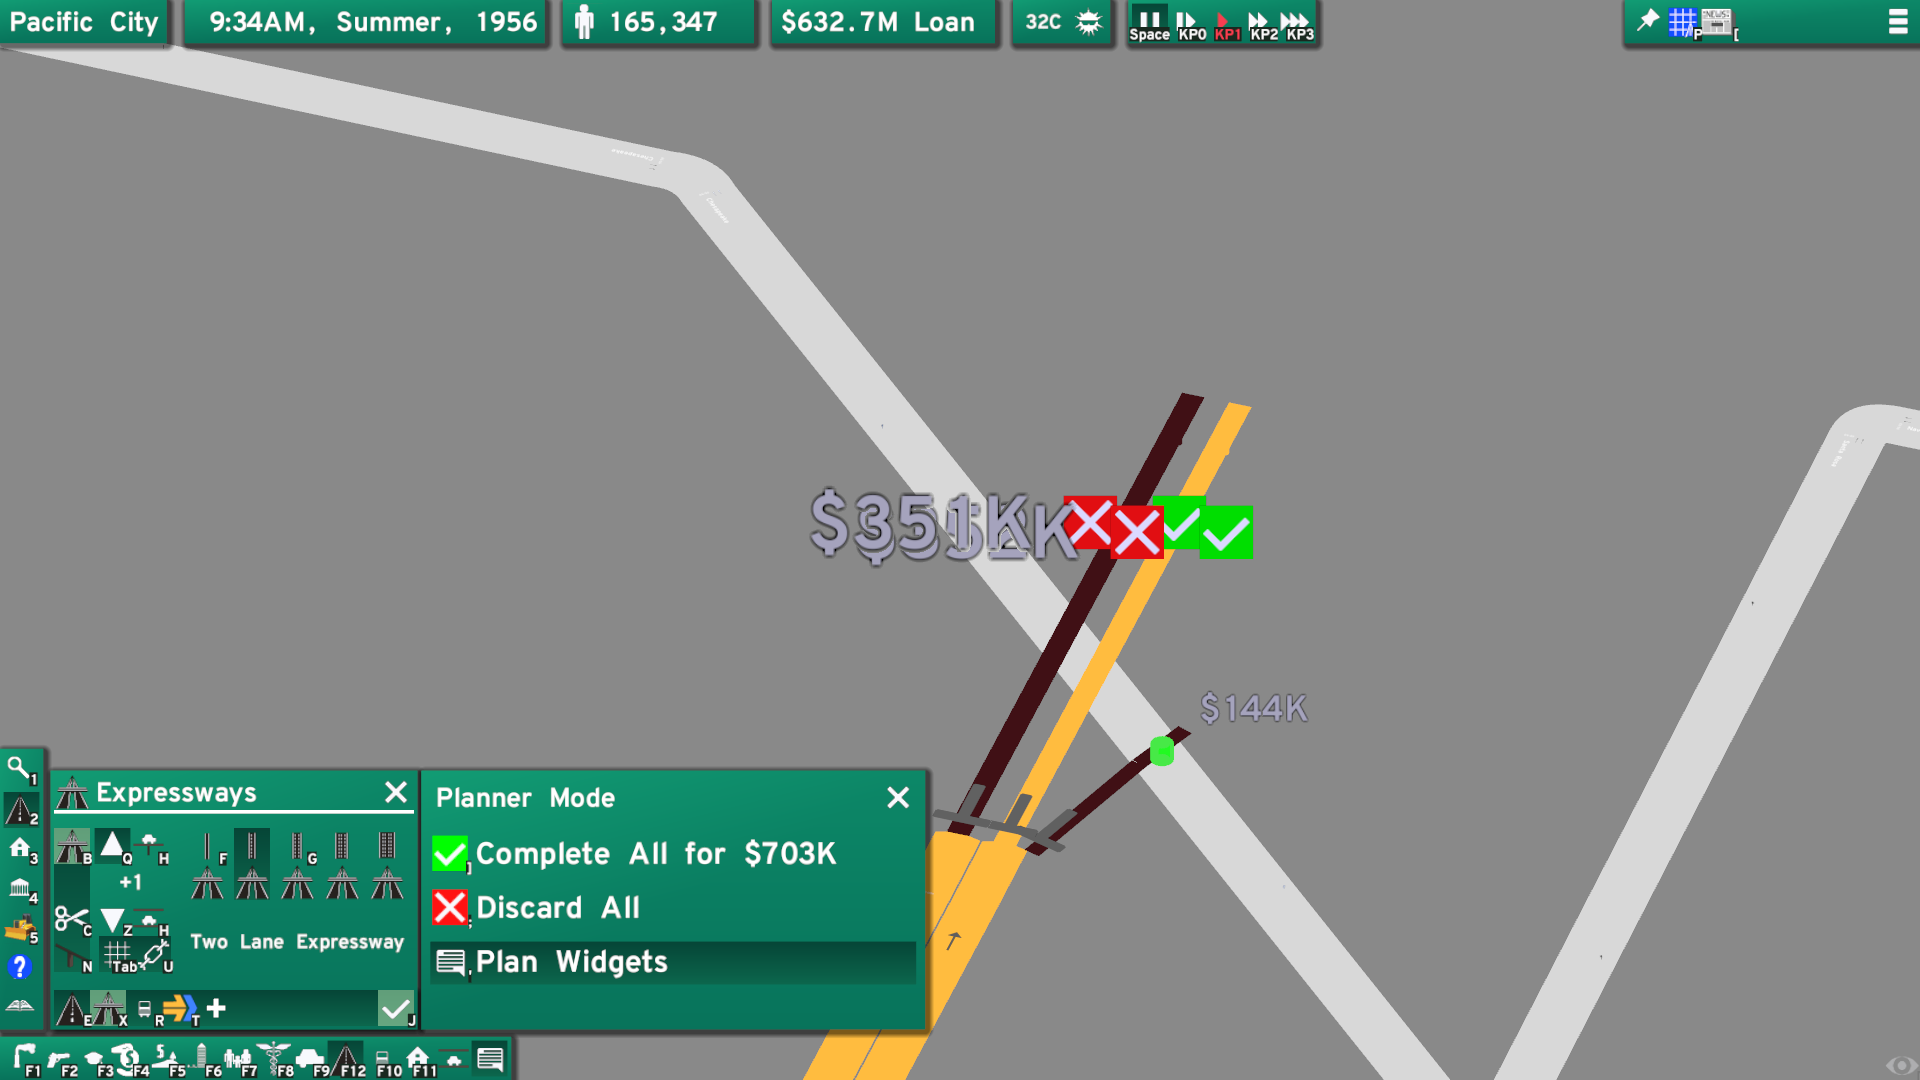 Pacific City
9:34AM, Summer, 1956
165,347
$632.7M Loan
32C
Space KP0 KP1 KP2 KP3
P [
$351K
$144K
1
2
3
4
5
Expressways
B Q H
F G
+1
C Z H
N Tab U
Two Lane Expressway
E X R T J
Planner Mode
Complete All for $703K
]
Discard All
;
Plan Widgets
F1 F2 F3 F4 F5 F6 F7 F8 F9 F12 F10 F11